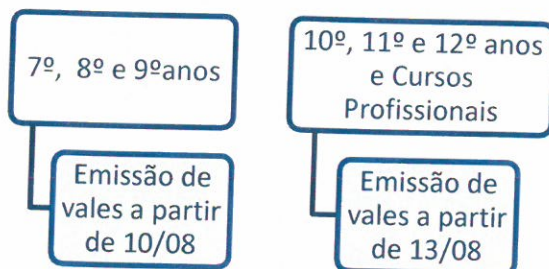 7º, 8º e 9ºanos
Emissão de
vales a partir
de 10/08
10º, 11º e 12º anos
e Cursos
Profissionais
Emissão de
vales a partir
de 13/08